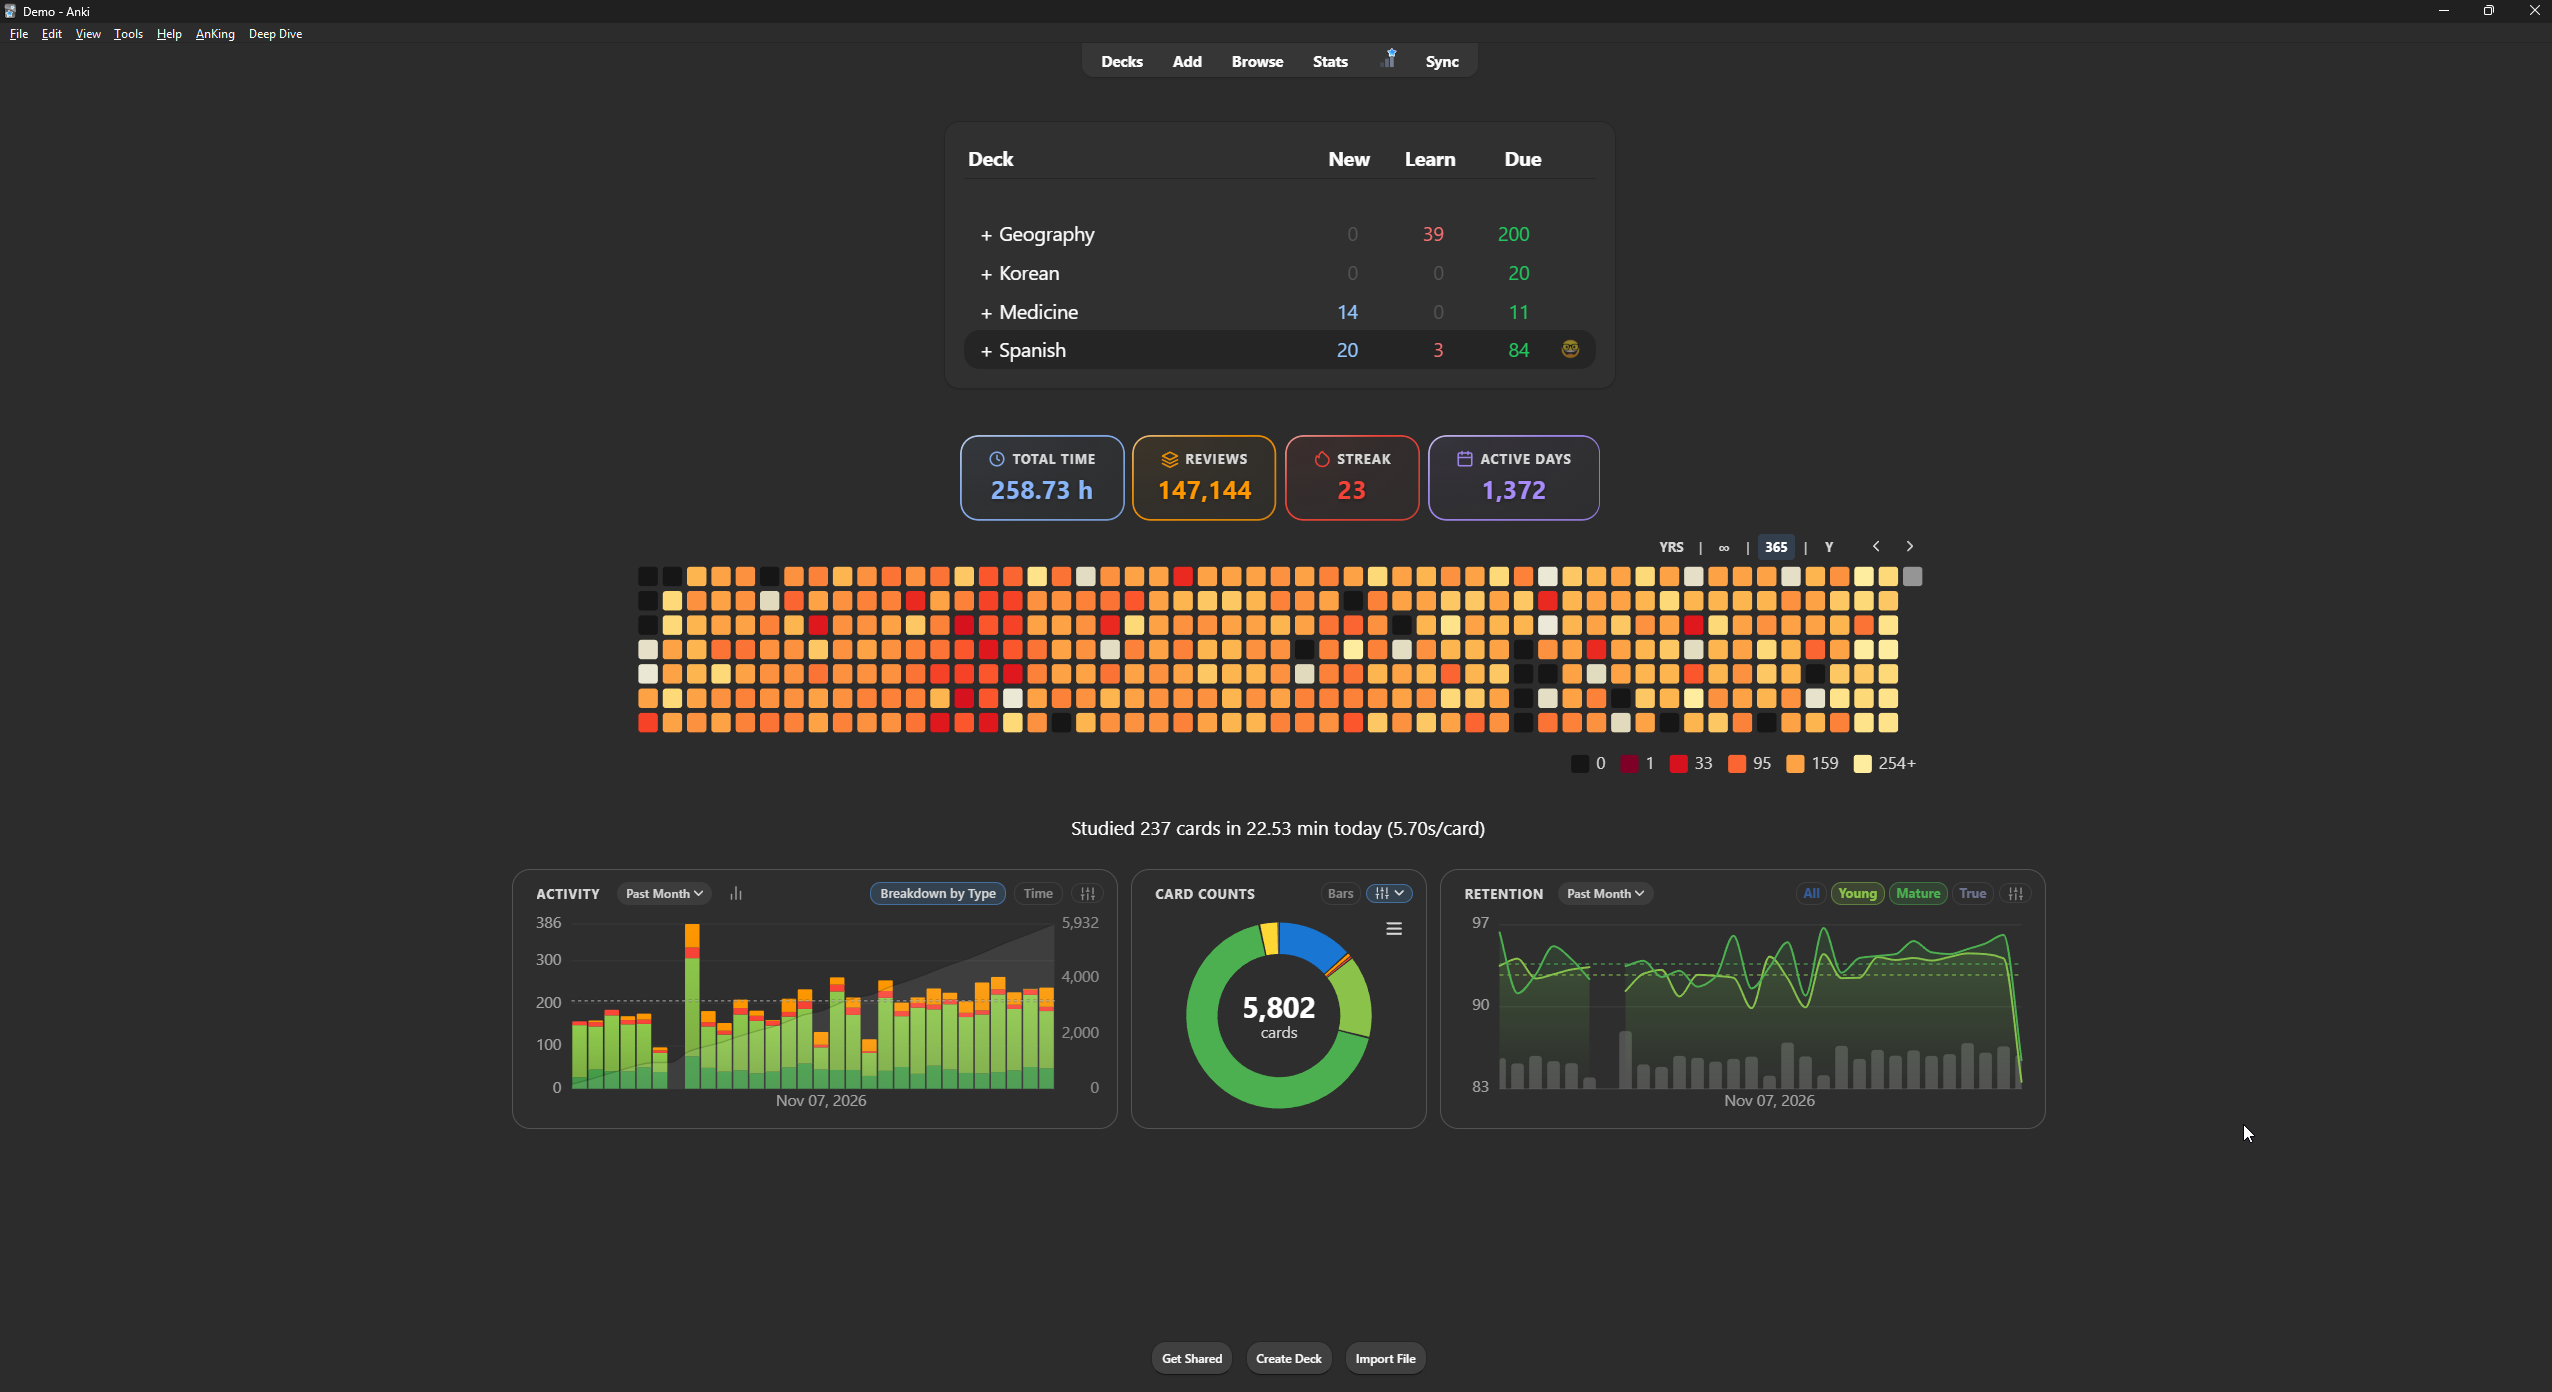 Demo - Anki
File Edit View Tools Help AnKing Deep Dive
Decks Add Browse Stats Sync
Deck New Learn Due
+ Geography 0 39 200
+ Korean 0 0 20
+ Medicine 14 0 11
+ Spanish 20 3 84
TOTAL TIME
258.73 h
REVIEWS
147,144
STREAK
23
ACTIVE DAYS
1,372
YRS | ∞ | 365 | Y
0 1 33 95 159 254+
Studied 237 cards in 22.53 min today (5.70s/card)
ACTIVITY Past Month Breakdown by Type Time
386 5,932
300 4,000
200
100 2,000
0 0
Nov 07, 2026
CARD COUNTS Bars
5,802
cards
RETENTION Past Month All Young Mature True
97
90
83
Nov 07, 2026
Get Shared Create Deck Import File